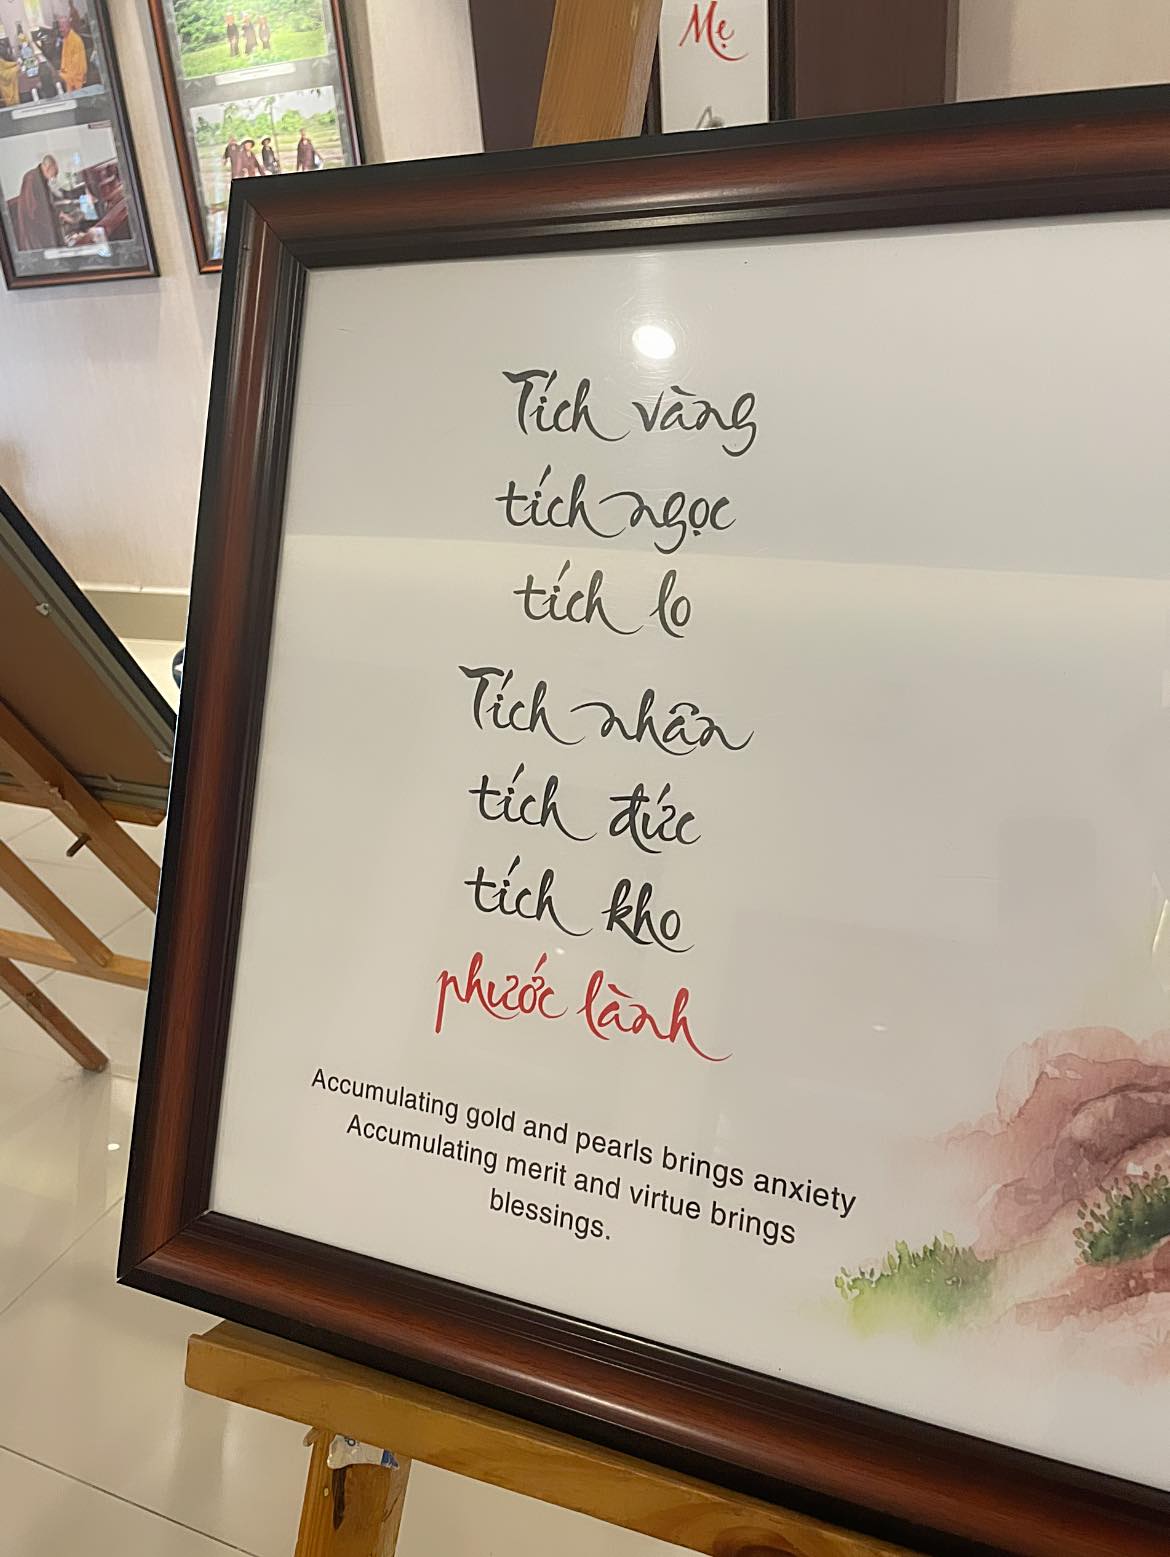 Mẹ
Tích vàng
tích ngọc
tích lo
Tích nhân
tích đức
tích kho
phước lành
Accumulating gold and pearls brings anxiety
Accumulating merit and virtue brings
blessings.